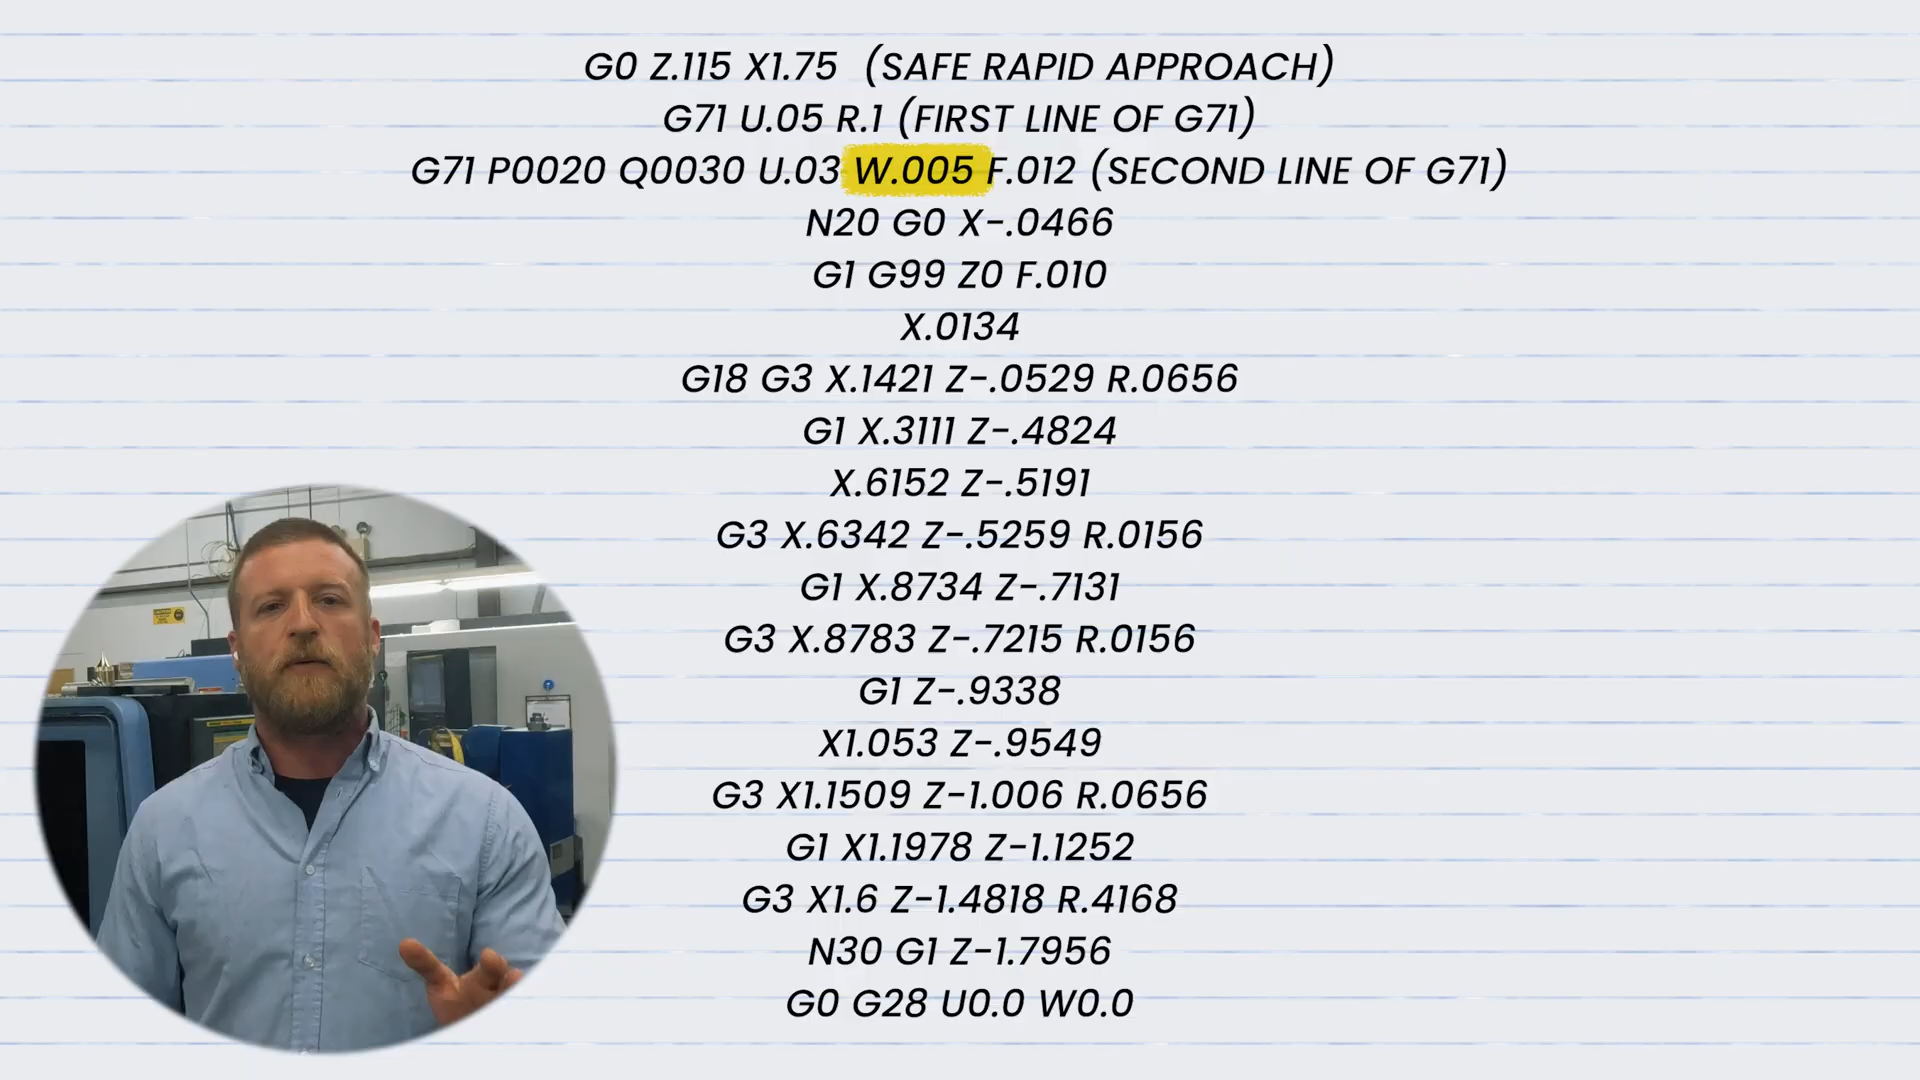 G0 Z.115 X1.75 (SAFE RAPID APPROACH)
G71 U.05 R.1 (FIRST LINE OF G71)
G71 P0020 Q0030 U.03 W.005 F.012 (SECOND LINE OF G71)
N20 G0 X-.0466
G1 G99 Z0 F.010
X.0134
G18 G3 X.1421 Z-.0529 R.0656
G1 X.3111 Z-.4824
X.6152 Z-.5191
G3 X.6342 Z-.5259 R.0156
G1 X.8734 Z-.7131
G3 X.8783 Z-.7215 R.0156
G1 Z-.9338
X1.053 Z-.9549
G3 X1.1509 Z-1.006 R.0656
G1 X1.1978 Z-1.1252
G3 X1.6 Z-1.4818 R.4168
N30 G1 Z-1.7956
G0 G28 U0.0 W0.0